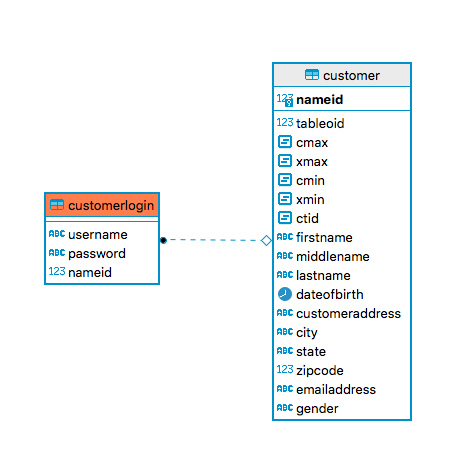 customer
123 nameid
123 tableoid
cmax
xmax
cmin
xmin
ctid
ABC firstname
ABC middlename
ABC lastname
dateofbirth
ABC customeraddress
ABC city
ABC state
123 zipcode
ABC emailaddress
ABC gender
customerlogin
ABC username
ABC password
123 nameid